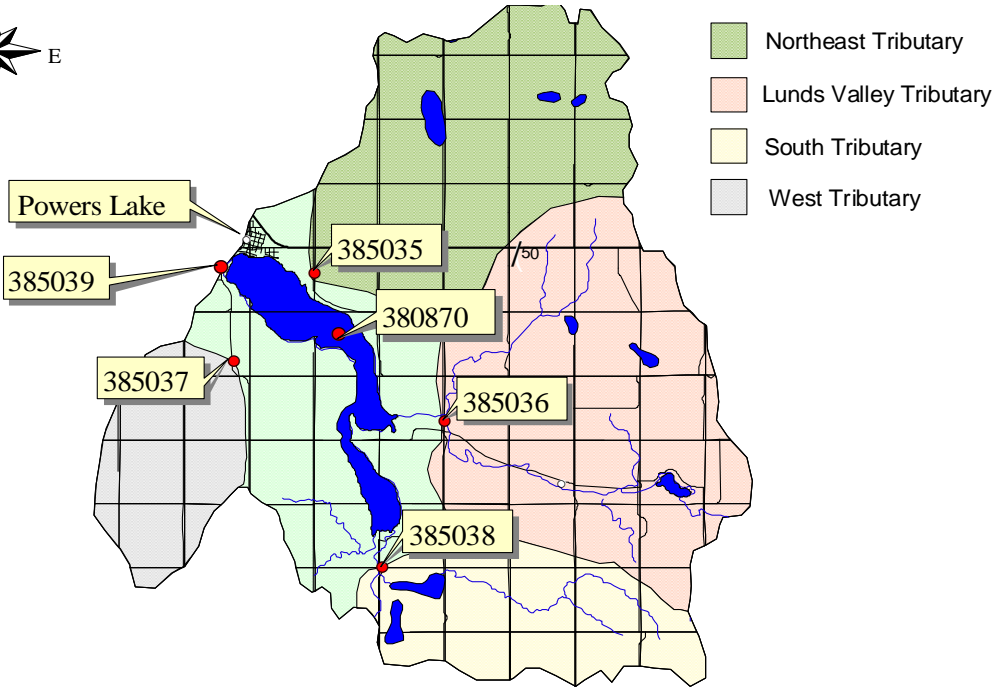 E
Northeast Tributary
Lunds Valley Tributary
South Tributary
West Tributary
Powers Lake
385035
50
385039
380870
385037
385036
385038